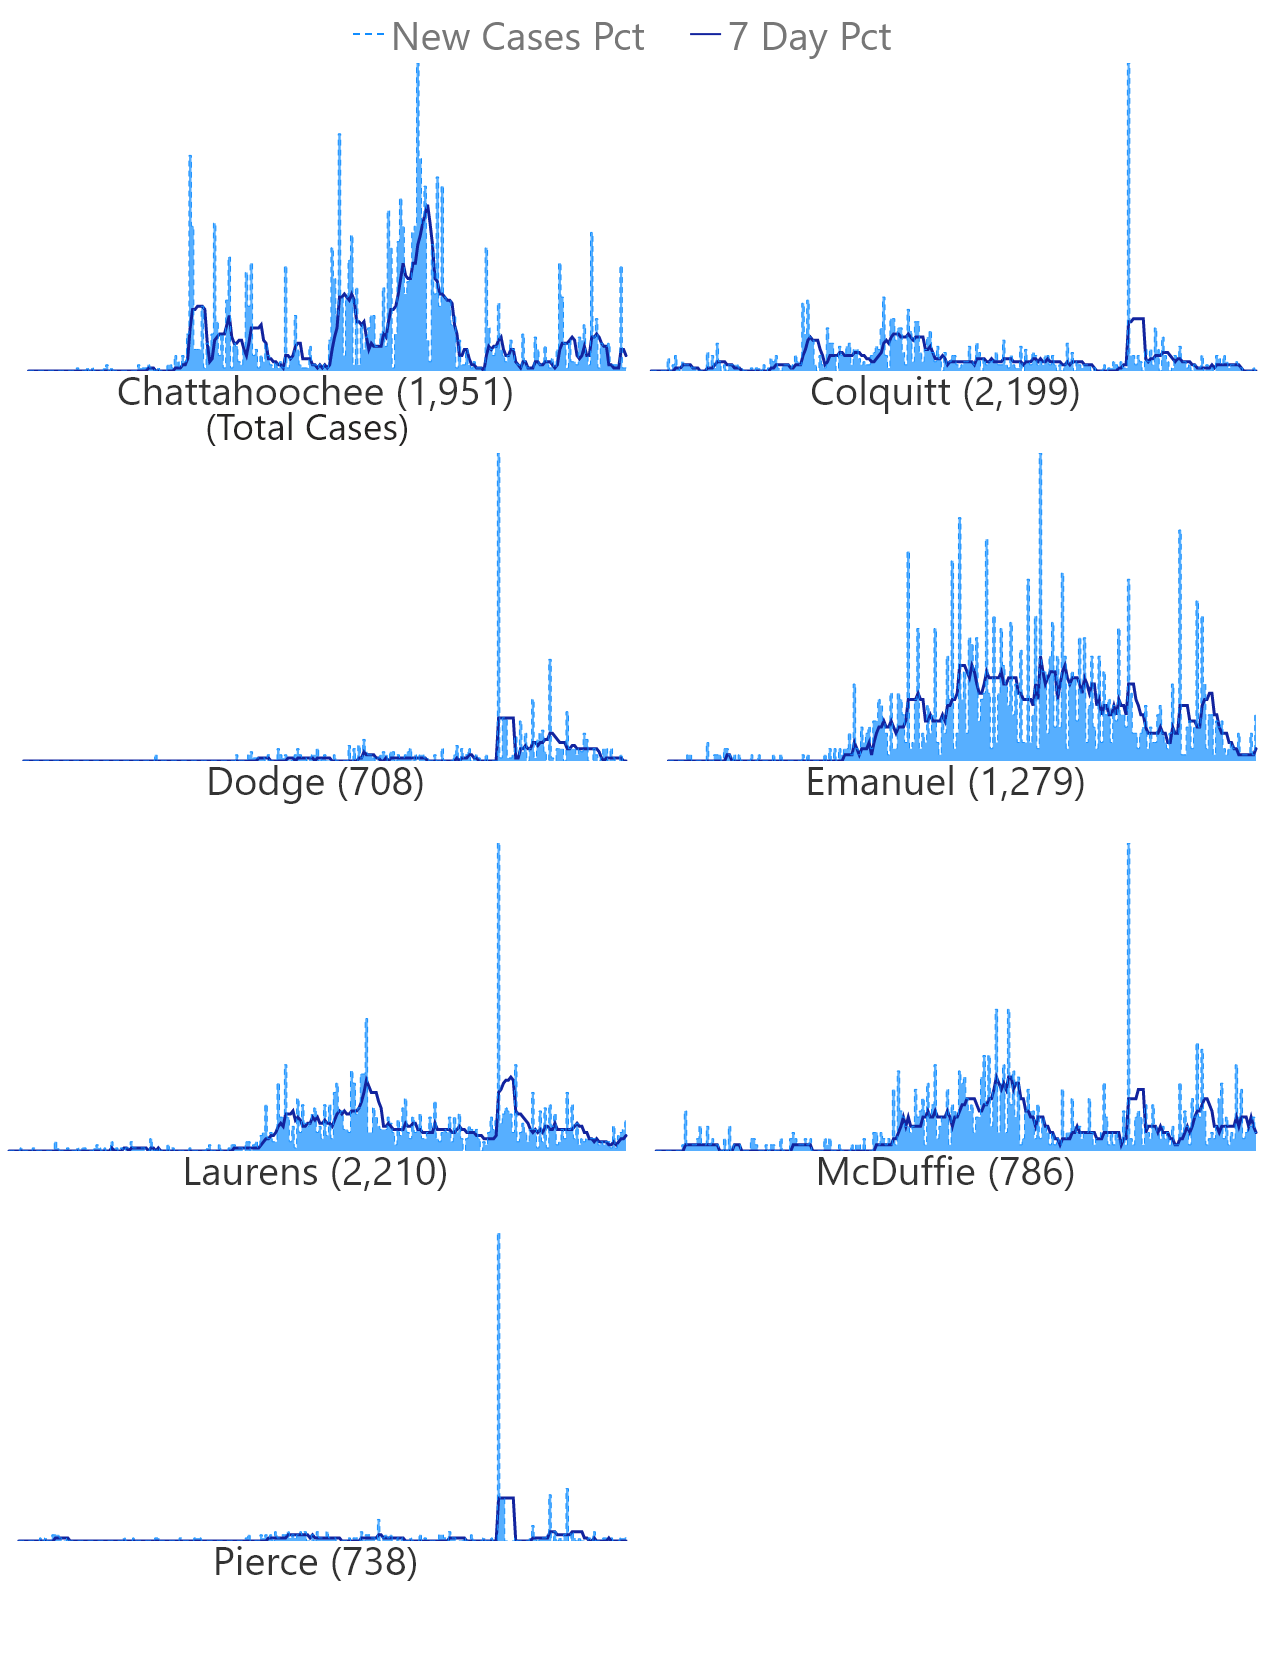 New Cases Pct 7 Day Pct
Chattahoochee (1,951)
(Total Cases)
Colquitt (2,199)
Dodge (708)
Emanuel (1,279)
Laurens (2,210)
McDuffie (786)
Pierce (738)